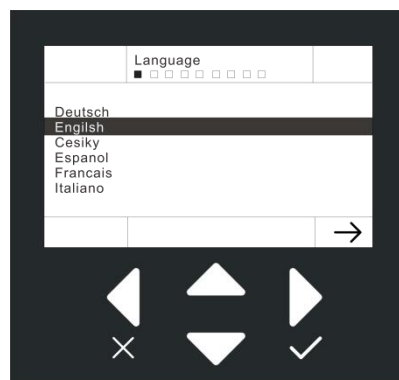 Language
Deutsch
Engilsh
Cesiky
Espanol
Francais
Italiano